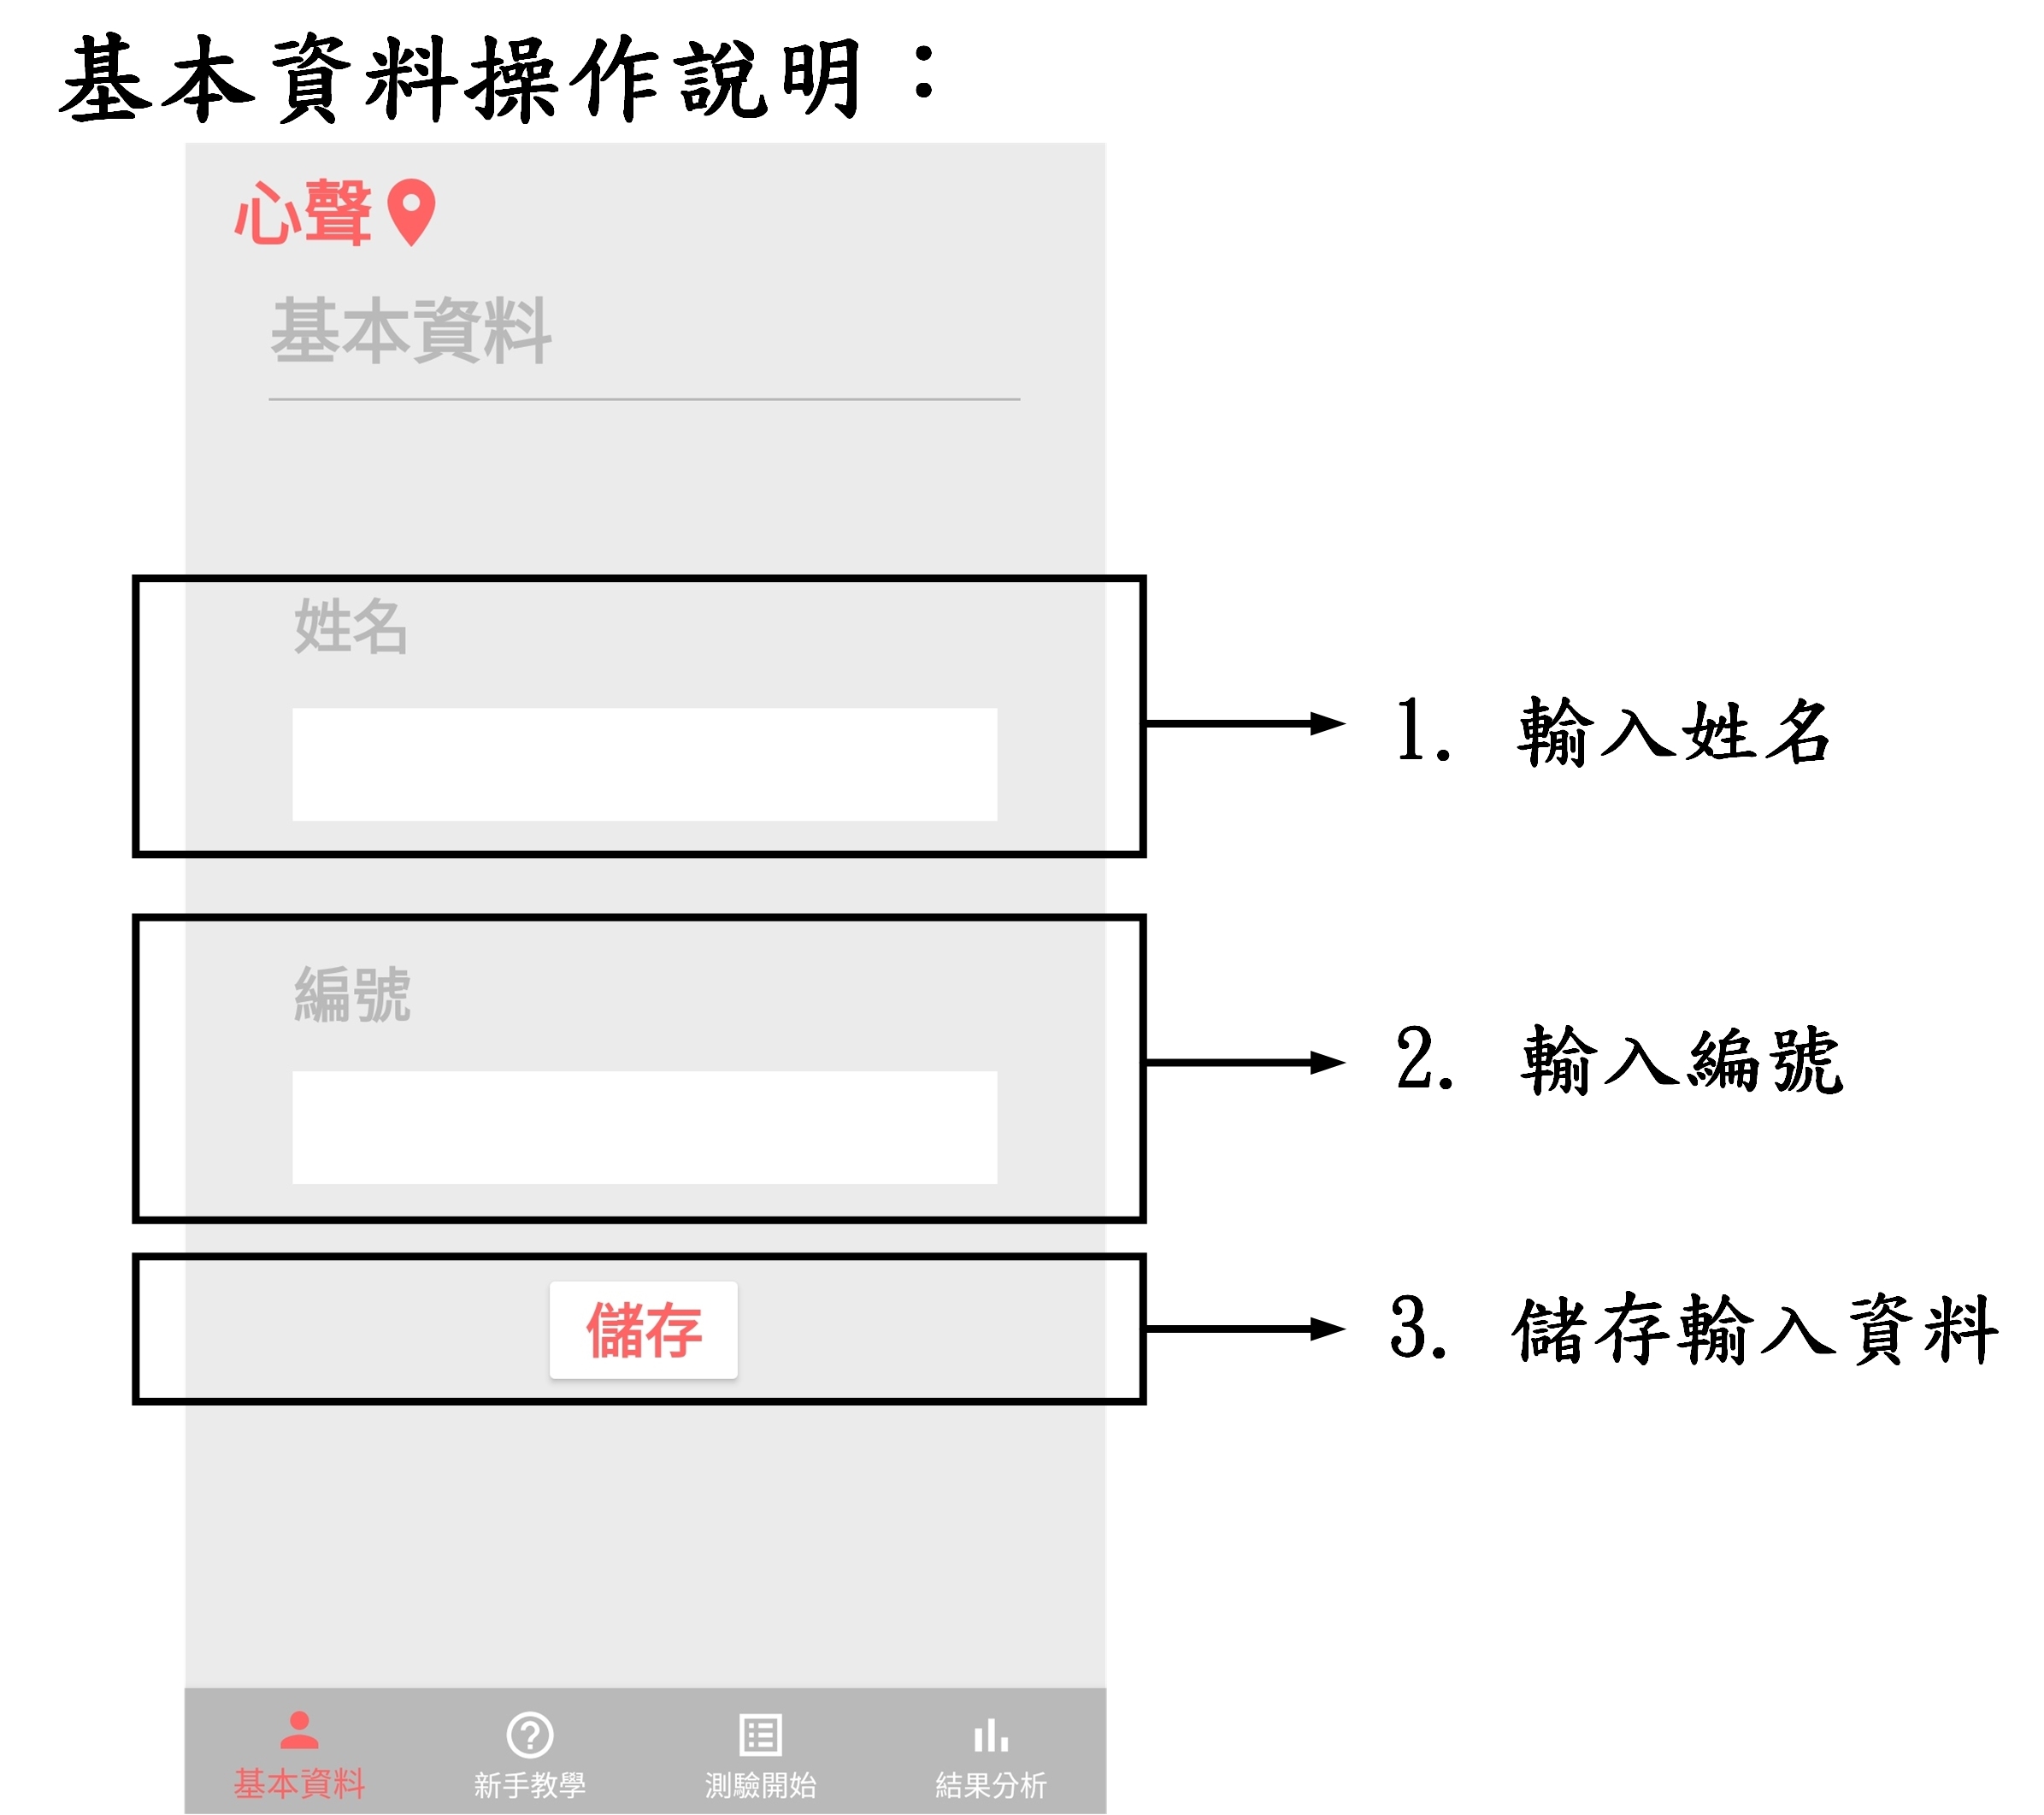 基本資料操作說明：
心聲
基本資料
姓名
1. 輸入姓名
編號
2. 輸入編號
儲存
3. 儲存輸入資料
基本資料 新手教學 測驗開始 結果分析